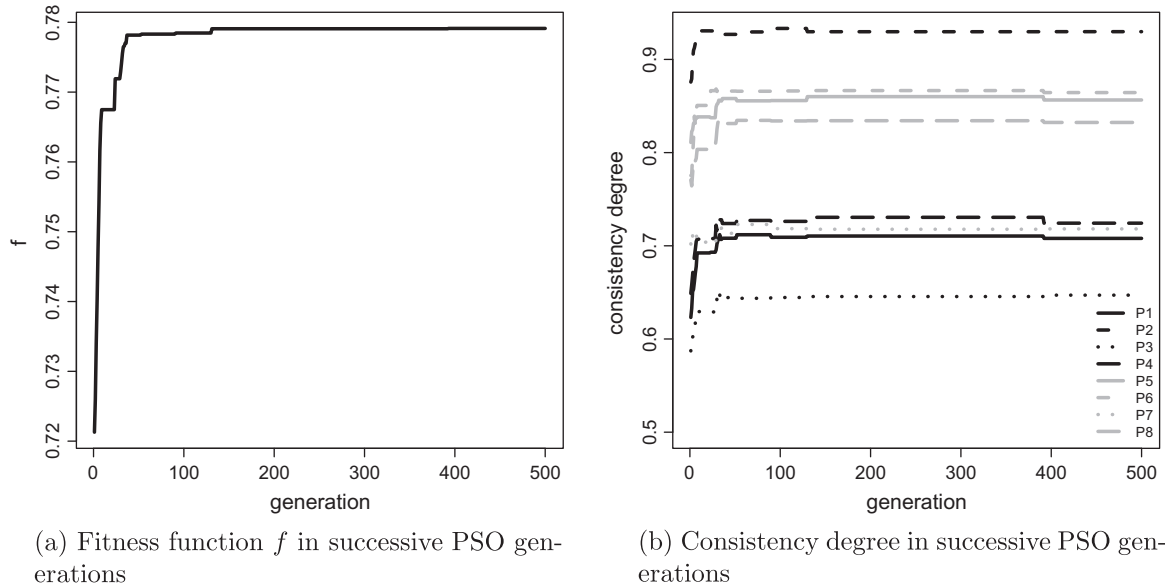 0.78
0.77
0.76
0.75
0.74
0.73
0.72
f
0 100 200 300 400 500
generation
(a) Fitness function f in successive PSO gen-
erations
0.9
0.8
0.7
0.6
0.5
consistency degree
P1
P2
P3
P4
P5
P6
P7
P8
0 100 200 300 400 500
generation
(b) Consistency degree in successive PSO gen-
erations